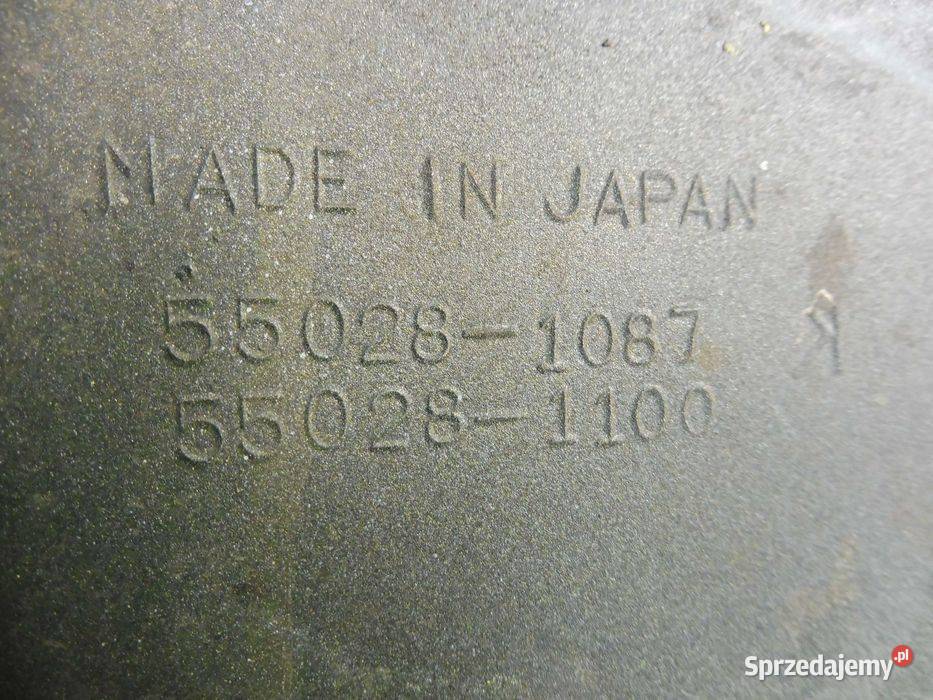 MADE IN JAPAN
55028-1087 K
55028-1100
Sprzedajemy.pl